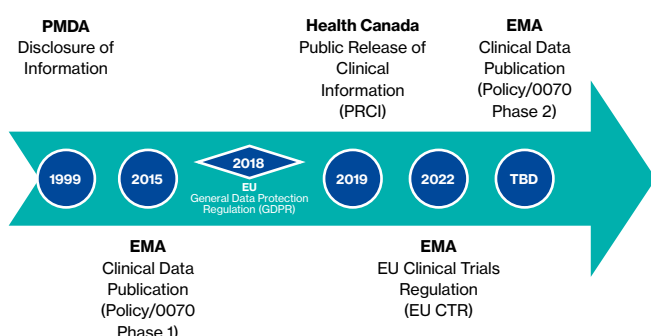 PMDA
Disclosure of
Information
Health Canada
Public Release of
Clinical
Information
(PRCI)
EMA
Clinical Data
Publication
(Policy/0070
Phase 2)
1999
2015
2018
EU
General Data Protection
Regulation (GDPR)
2019
2022
TBD
EMA
Clinical Data
Publication
(Policy/0070
Phase 1)
EMA
EU Clinical Trials
Regulation
(EU CTR)